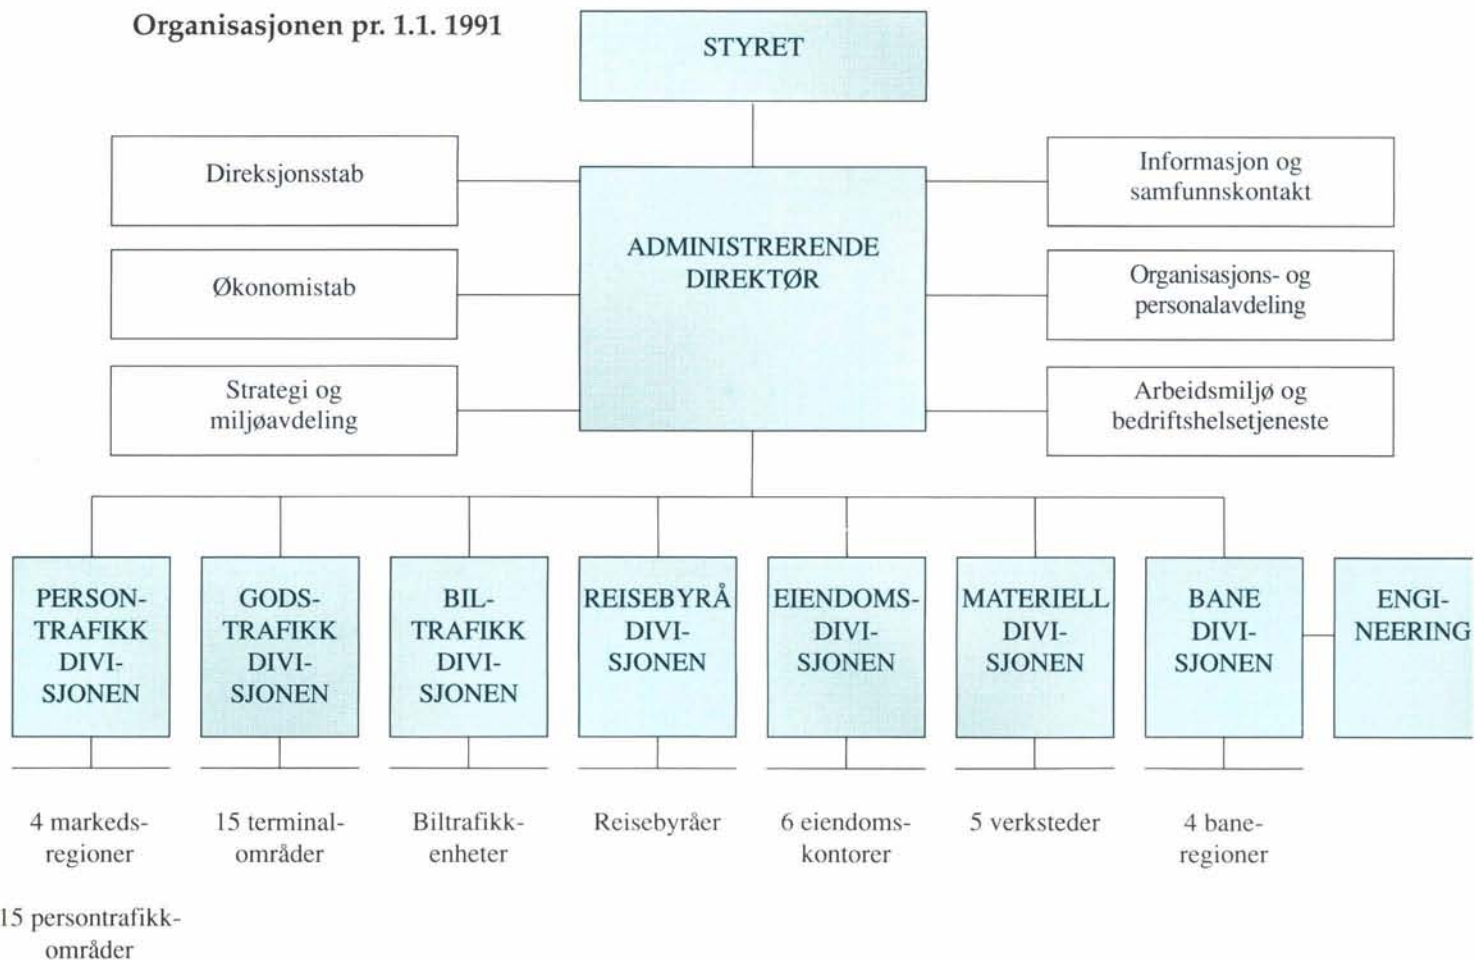 Organisasjonen pr. 1.1. 1991
STYRET
Direksjonsstab
Økonomistab
Strategi og
miljøavdeling
ADMINISTRERENDE
DIREKTØR
Informasjon og
samfunnskontakt
Organisasjons- og
personalavdeling
Arbeidsmiljø og
bedriftshelsetjeneste
PERSON-
TRAFIKK
DIVI-
SJONEN
GODS-
TRAFIKK
DIVI-
SJONEN
BIL-
TRAFIKK
DIVI-
SJONEN
REISEBYRÅ
DIVI-
SJONEN
EIENDOMS-
DIVI-
SJONEN
MATERIELL
DIVI-
SJONEN
BANE
DIVI-
SJONEN
ENGI-
NEERING
4 markeds-
regioner
15 persontrafikk-
områder
15 terminal-
områder
Biltrafikk-
enheter
Reisebyråer
6 eiendoms-
kontorer
5 verksteder
4 bane-
regioner